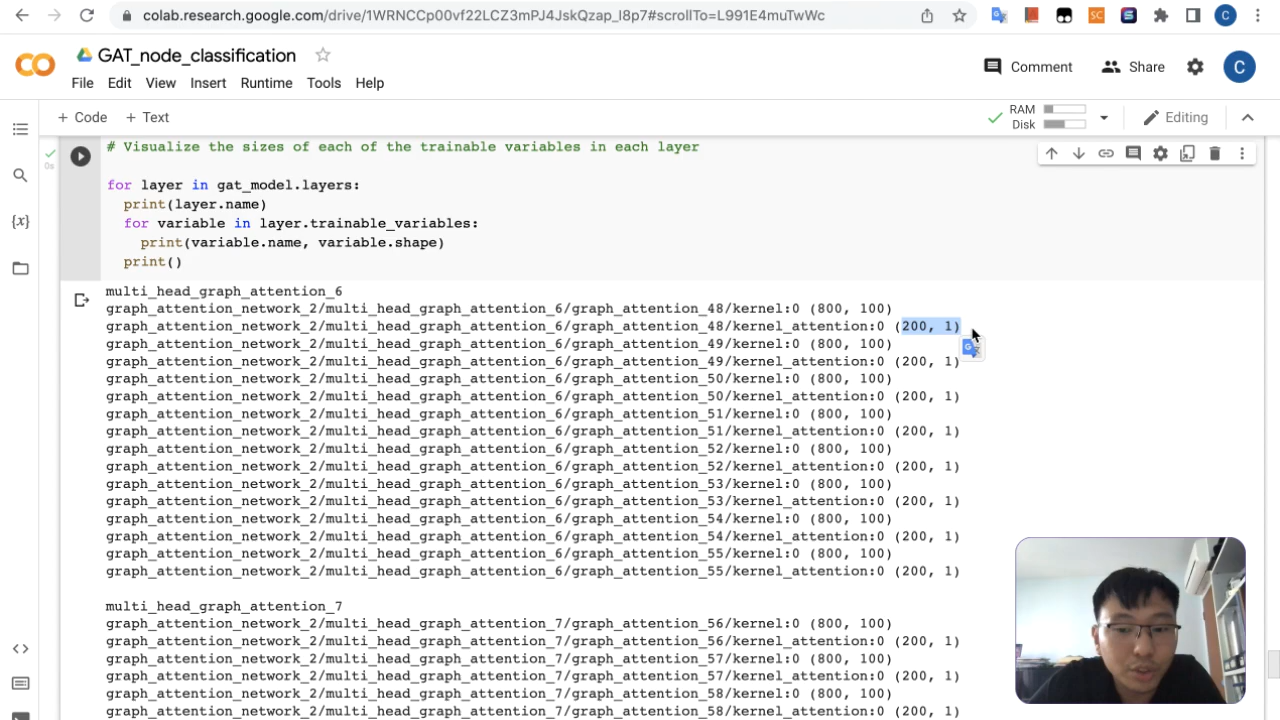 colab.research.google.com/drive/1WRNCCp00vf22LCZ3mPJ4JskQzap_I8p7#scrollTo=L991E4muTwWc
SC
C
CO
GAT_node_classification
File Edit View Insert Runtime Tools Help
Comment
Share
C
+ Code + Text
RAM
Disk
Editing
0s
# Visualize the sizes of each of the trainable variables in each layer
for layer in gat_model.layers:
print(layer.name)
for variable in layer.trainable_variables:
print(variable.name, variable.shape)
print()
{x}
multi_head_graph_attention_6
graph_attention_network_2/multi_head_graph_attention_6/graph_attention_48/kernel:0 (800, 100)
graph_attention_network_2/multi_head_graph_attention_6/graph_attention_48/kernel_attention:0 (200, 1)
graph_attention_network_2/multi_head_graph_attention_6/graph_attention_49/kernel:0 (800, 100)
graph_attention_network_2/multi_head_graph_attention_6/graph_attention_49/kernel_attention:0 (200, 1)
graph_attention_network_2/multi_head_graph_attention_6/graph_attention_50/kernel:0 (800, 100)
graph_attention_network_2/multi_head_graph_attention_6/graph_attention_50/kernel_attention:0 (200, 1)
graph_attention_network_2/multi_head_graph_attention_6/graph_attention_51/kernel:0 (800, 100)
graph_attention_network_2/multi_head_graph_attention_6/graph_attention_51/kernel_attention:0 (200, 1)
graph_attention_network_2/multi_head_graph_attention_6/graph_attention_52/kernel:0 (800, 100)
graph_attention_network_2/multi_head_graph_attention_6/graph_attention_52/kernel_attention:0 (200, 1)
graph_attention_network_2/multi_head_graph_attention_6/graph_attention_53/kernel:0 (800, 100)
graph_attention_network_2/multi_head_graph_attention_6/graph_attention_53/kernel_attention:0 (200, 1)
graph_attention_network_2/multi_head_graph_attention_6/graph_attention_54/kernel:0 (800, 100)
graph_attention_network_2/multi_head_graph_attention_6/graph_attention_54/kernel_attention:0 (200, 1)
graph_attention_network_2/multi_head_graph_attention_6/graph_attention_55/kernel:0 (800, 100)
graph_attention_network_2/multi_head_graph_attention_6/graph_attention_55/kernel_attention:0 (200, 1)
multi_head_graph_attention_7
graph_attention_network_2/multi_head_graph_attention_7/graph_attention_56/kernel:0 (800, 100)
graph_attention_network_2/multi_head_graph_attention_7/graph_attention_56/kernel_attention:0 (200, 1)
graph_attention_network_2/multi_head_graph_attention_7/graph_attention_57/kernel:0 (800, 100)
graph_attention_network_2/multi_head_graph_attention_7/graph_attention_57/kernel_attention:0 (200, 1)
graph_attention_network_2/multi_head_graph_attention_7/graph_attention_58/kernel:0 (800, 100)
graph_attention_network_2/multi_head_graph_attention_7/graph_attention_58/kernel_attention:0 (200, 1)